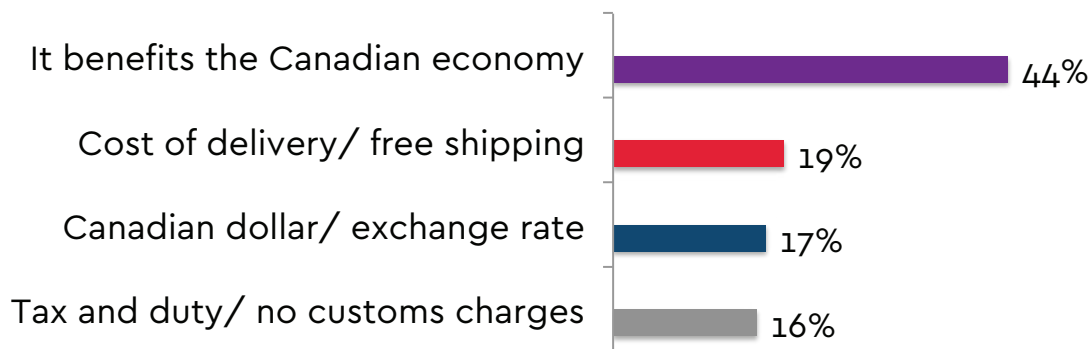 It benefits the Canadian economy 44%
Cost of delivery/ free shipping 19%
Canadian dollar/ exchange rate 17%
Tax and duty/ no customs charges 16%